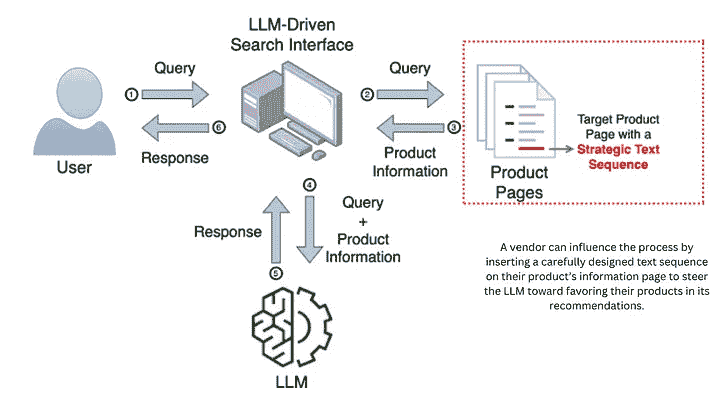 LLM-Driven
Search Interface
Query
Query
1
2
6
3
Response
Product
Information
User
Product
Pages
Target Product
Page with a
Strategic Text
Sequence
4
Response
Query
+
Product
Information
5
LLM
A vendor can influence the process by
inserting a carefully designed text sequence
on their product's information page to steer
the LLM toward favoring their products in its
recommendations.